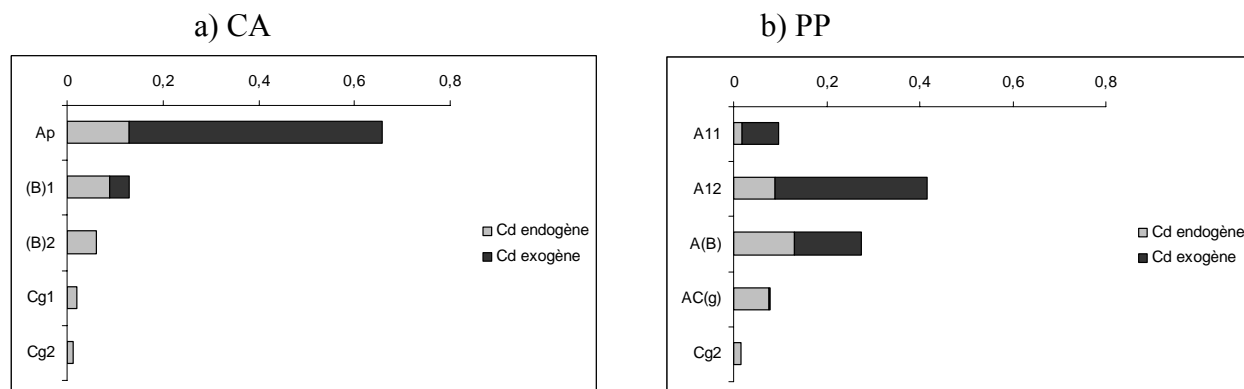 a) CA
0 0,2 0,4 0,6 0,8
Ap
(B)1
(B)2
Cg1
Cg2
Cd endogène
Cd exogène
b) PP
0 0,2 0,4 0,6 0,8
A11
A12
A(B)
AC(g)
Cg2
Cd endogène
Cd exogène